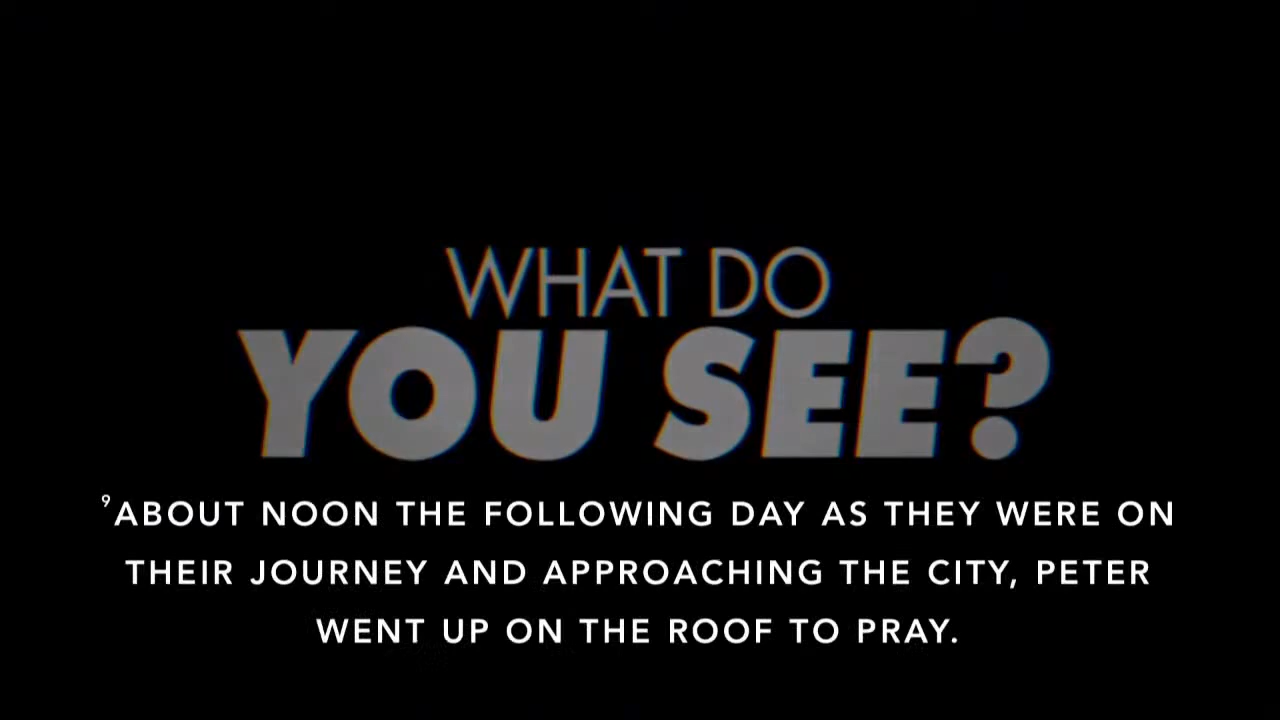 WHAT DO
YOU SEE?
⁹ABOUT NOON THE FOLLOWING DAY AS THEY WERE ON
THEIR JOURNEY AND APPROACHING THE CITY, PETER
WENT UP ON THE ROOF TO PRAY.